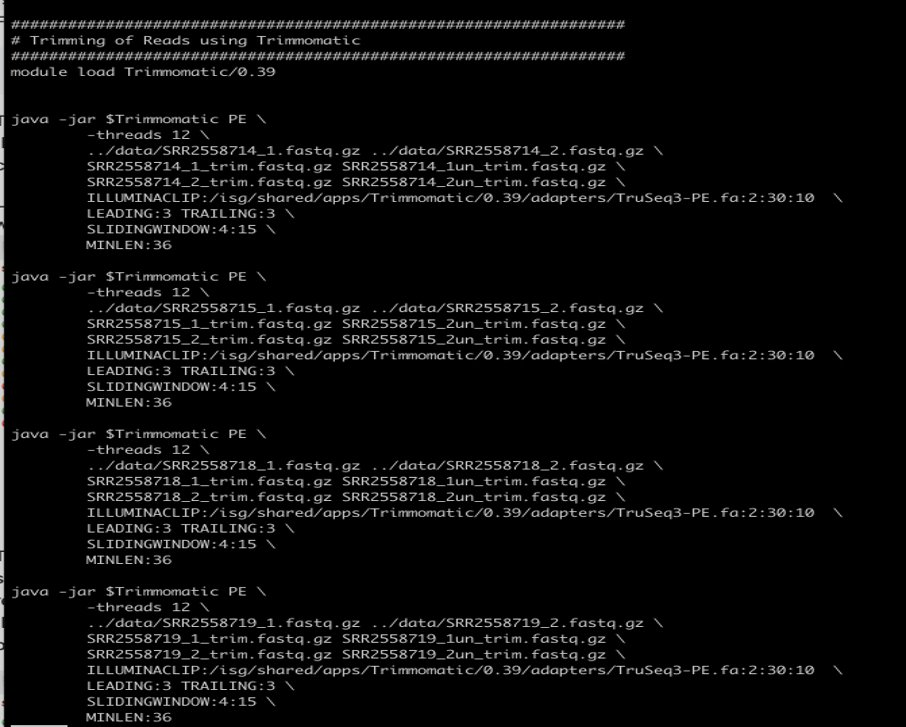 #################################################################
# Trimming of Reads using Trimmomatic
#################################################################
module load Trimmomatic/0.39
java -jar $Trimmomatic PE \
-threads 12 \
../data/SRR2558714_1.fastq.gz ../data/SRR2558714_2.fastq.gz \
SRR2558714_1_trim.fastq.gz SRR2558714_1un_trim.fastq.gz \
SRR2558714_2_trim.fastq.gz SRR2558714_2un_trim.fastq.gz \
ILLUMINACLIP:/isg/shared/apps/Trimmomatic/0.39/adapters/TruSeq3-PE.fa:2:30:10  \
LEADING:3 TRAILING:3 \
SLIDINGWINDOW:4:15 \
MINLEN:36
java -jar $Trimmomatic PE \
-threads 12 \
../data/SRR2558715_1.fastq.gz ../data/SRR2558715_2.fastq.gz \
SRR2558715_1_trim.fastq.gz SRR2558715_2un_trim.fastq.gz \
SRR2558715_2_trim.fastq.gz SRR2558715_2un_trim.fastq.gz \
ILLUMINACLIP:/isg/shared/apps/Trimmomatic/0.39/adapters/TruSeq3-PE.fa:2:30:10  \
LEADING:3 TRAILING:3 \
SLIDINGWINDOW:4:15 \
MINLEN:36
java -jar $Trimmomatic PE \
-threads 12 \
../data/SRR2558718_1.fastq.gz ../data/SRR2558718_2.fastq.gz \
SRR2558718_1_trim.fastq.gz SRR2558718_1un_trim.fastq.gz \
SRR2558718_2_trim.fastq.gz SRR2558718_2un_trim.fastq.gz \
ILLUMINACLIP:/isg/shared/apps/Trimmomatic/0.39/adapters/TruSeq3-PE.fa:2:30:10  \
LEADING:3 TRAILING:3 \
SLIDINGWINDOW:4:15 \
MINLEN:36
java -jar $Trimmomatic PE \
-threads 12 \
../data/SRR2558719_1.fastq.gz ../data/SRR2558719_2.fastq.gz \
SRR2558719_1_trim.fastq.gz SRR2558719_1un_trim.fastq.gz \
SRR2558719_2_trim.fastq.gz SRR2558719_2un_trim.fastq.gz \
ILLUMINACLIP:/isg/shared/apps/Trimmomatic/0.39/adapters/TruSeq3-PE.fa:2:30:10  \
LEADING:3 TRAILING:3 \
SLIDINGWINDOW:4:15 \
MINLEN:36